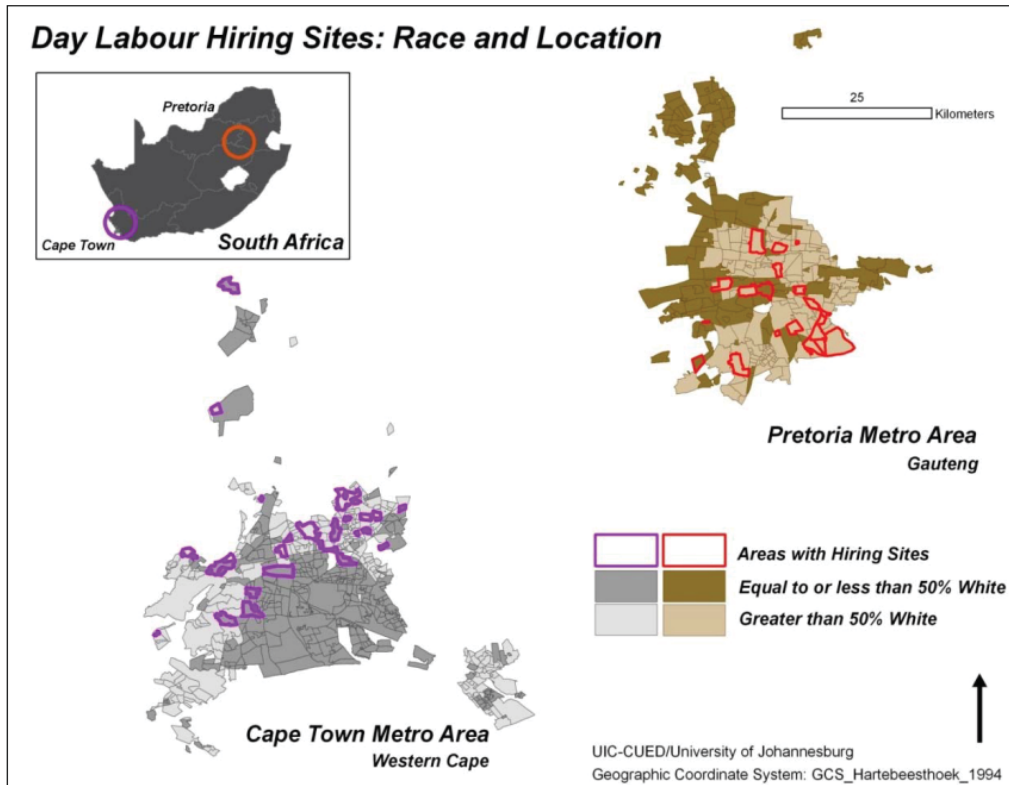 Day Labour Hiring Sites: Race and Location
Pretoria
Cape Town
South Africa
25
Kilometers
Pretoria Metro Area
Gauteng
Areas with Hiring Sites
Equal to or less than 50% White
Greater than 50% White
Cape Town Metro Area
Western Cape
UIC-CUED/University of Johannesburg
Geographic Coordinate System: GCS_Hartebeesthoek_1994